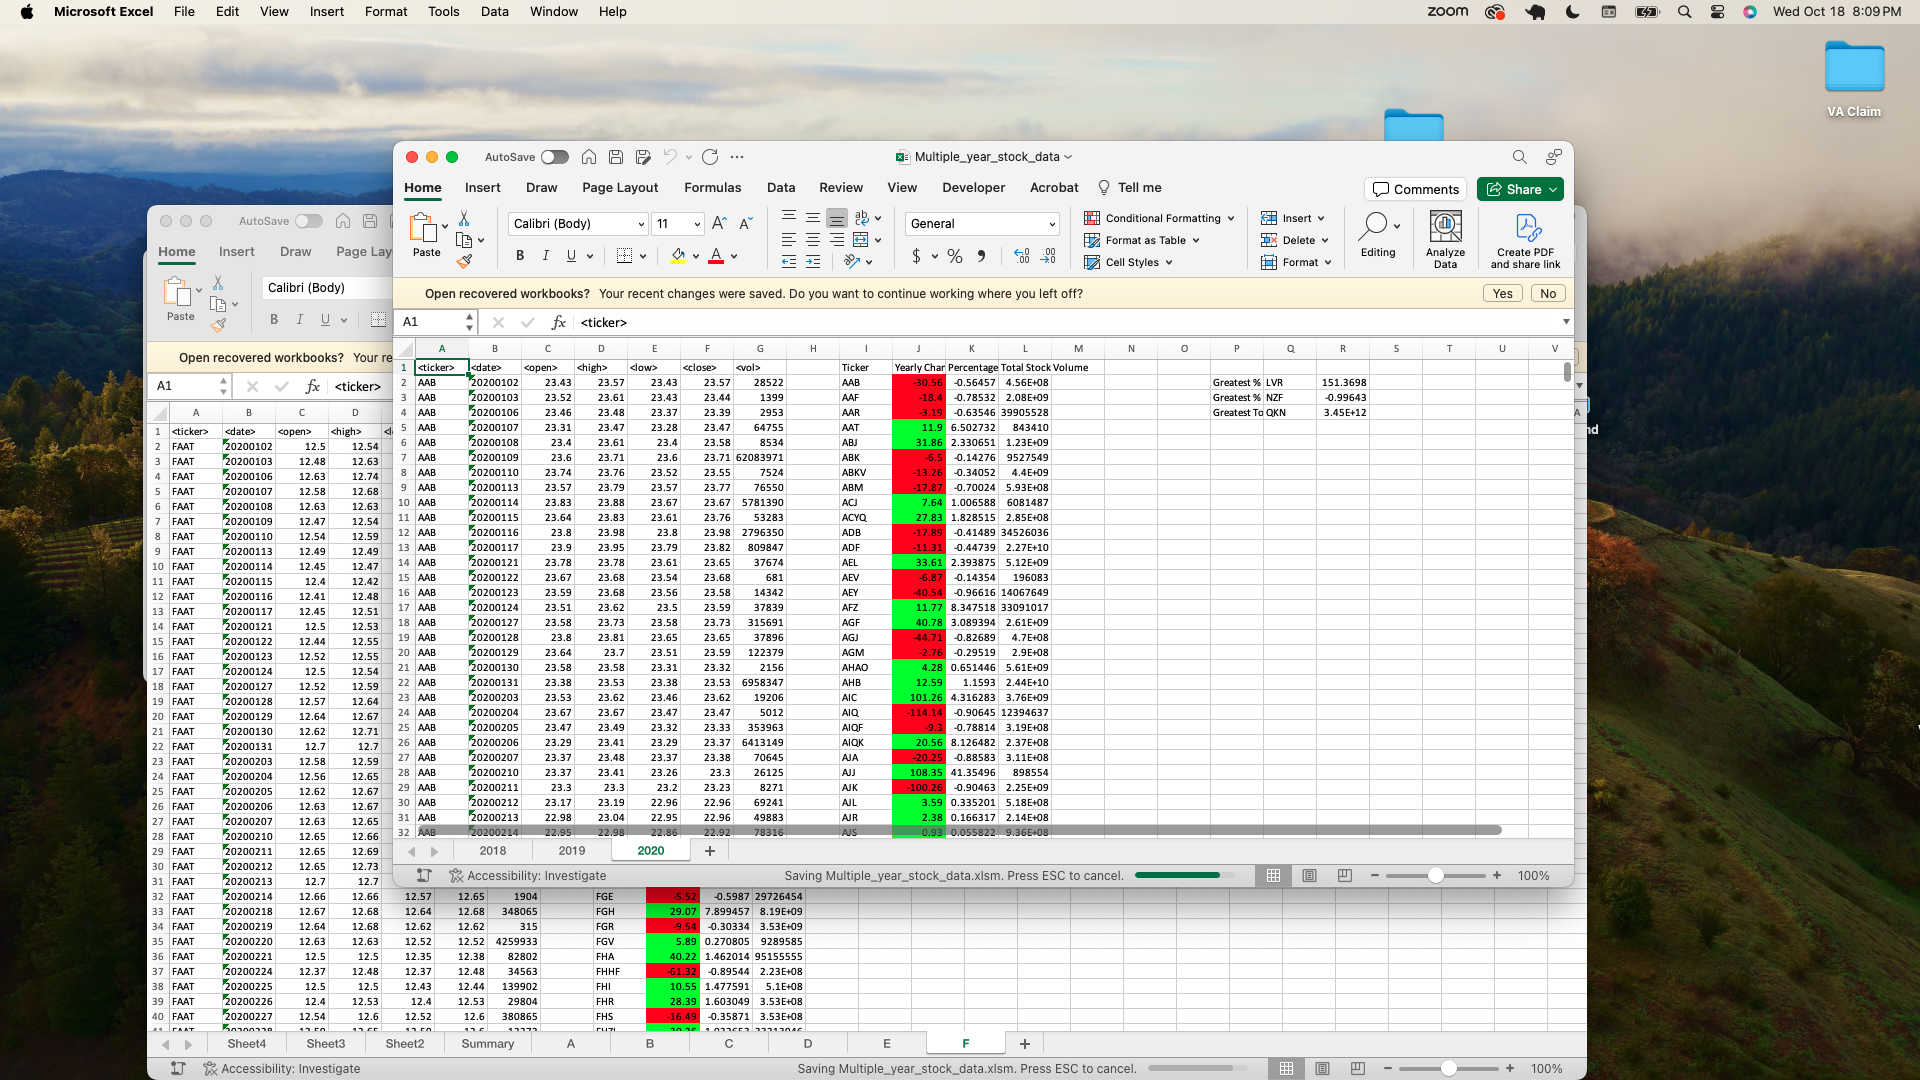 Microsoft Excel File Edit View Insert Format Tools Data Window Help zoom Wed Oct 18 8:09 PM
VA Claim
AutoSave Multiple_year_stock_data
Home Insert Draw Page Layout Formulas Data Review View Developer Acrobat Tell me Comments Share
Paste Calibri (Body) 11 General Conditional Formatting Format as Table Cell Styles Insert Delete Format Editing Analyze Data Create PDF and share link
Open recovered workbooks? Your recent changes were saved. Do you want to continue working where you left off? Yes No
A1 fx <ticker>
A B C D E F G H I J K L M N O P Q R S T U V
1 <ticker> <date> <open> <high> <low> <close> <vol> Ticker Yearly Char Percentage Total Stock Volume
2 AAB 20200102 23.43 23.57 23.43 23.57 28522 AAB -30.56 -0.56457 4.56E+08 Greatest % LVR 151.3698
3 AAB 20200103 23.52 23.61 23.43 23.44 1399 AAF -18.4 -0.78532 2.08E+09 Greatest % NZF -0.99643
4 AAB 20200106 23.46 23.48 23.37 23.39 2953 AAR -3.19 -0.63546 39905528 Greatest To QKN 3.45E+12
5 AAB 20200107 23.31 23.47 23.28 23.47 64755 AAT 11.9 6.502732 843410
6 AAB 20200108 23.4 23.61 23.4 23.58 8534 ABJ 31.86 2.330651 1.23E+09
7 AAB 20200109 23.6 23.71 23.6 23.71 62083971 ABK -6.5 -0.14276 9527549
8 AAB 20200110 23.74 23.76 23.52 23.55 7524 ABKV -13.26 -0.34052 4.4E+09
9 AAB 20200113 23.57 23.79 23.57 23.77 76550 ABM -17.87 -0.70024 5.93E+08
10 AAB 20200114 23.83 23.88 23.67 23.67 5781390 ACJ 7.64 1.006588 6081487
11 AAB 20200115 23.64 23.83 23.61 23.76 53283 ACYQ 27.83 1.828515 2.85E+08
12 AAB 20200116 23.8 23.98 23.8 23.98 2796350 ADB -17.89 -0.41489 34526036
13 AAB 20200117 23.9 23.95 23.79 23.82 809847 ADF -11.31 -0.44739 2.27E+10
14 AAB 20200121 23.78 23.78 23.61 23.65 37674 AEL 33.61 2.393875 5.12E+09
15 AAB 20200122 23.67 23.68 23.54 23.68 681 AEV -6.87 -0.14354 196083
16 AAB 20200123 23.59 23.68 23.56 23.58 14342 AEY -40.54 -0.96616 14067649
17 AAB 20200124 23.51 23.62 23.5 23.59 37839 AFZ 11.77 8.347518 33091017
18 AAB 20200127 23.58 23.73 23.58 23.73 315691 AGF 40.78 3.089394 2.61E+09
19 AAB 20200128 23.8 23.81 23.65 23.65 37896 AGJ -44.71 -0.82689 4.7E+08
20 AAB 20200129 23.64 23.7 23.51 23.59 122379 AGM -2.76 -0.29519 2.9E+08
21 AAB 20200130 23.58 23.58 23.31 23.32 2156 AHAO 4.28 0.651446 5.61E+09
22 AAB 20200131 23.38 23.53 23.38 23.53 6958347 AHB 12.59 1.1593 2.44E+10
23 AAB 20200203 23.53 23.62 23.46 23.62 19206 AIC 101.26 4.316283 3.76E+09
24 AAB 20200204 23.67 23.67 23.47 23.47 5012 AIQ -114.14 -0.90645 12394637
25 AAB 20200205 23.47 23.49 23.32 23.33 353963 AIQF -9.3 -0.78814 3.19E+08
26 AAB 20200206 23.29 23.41 23.29 23.37 6413149 AIQK 20.56 8.126482 2.37E+08
27 AAB 20200207 23.37 23.48 23.37 23.38 70645 AJA -20.25 -0.88583 3.11E+08
28 AAB 20200210 23.37 23.41 23.26 23.3 26125 AJJ 108.35 41.35496 898554
29 AAB 20200211 23.3 23.3 23.2 23.23 8271 AJK -100.26 -0.90463 2.25E+09
30 AAB 20200212 23.17 23.19 22.96 22.96 69241 AJL 3.59 0.335201 5.18E+08
31 AAB 20200213 22.98 23.04 22.95 22.96 49883 AJR 2.38 0.166317 2.14E+08
32 AAB 20200214 22.95 22.98 22.86 22.92 78316 AJS 0.93 0.055822 9.36E+08
2018 2019 2020
Accessibility: Investigate Saving Multiple_year_stock_data.xlsm. Press ESC to cancel. 100%
AutoSave
Home Insert Draw Page Lay
Paste Calibri (Body)
Open recovered workbooks? Your re
A1 fx <ticker>
A B C D
1 <ticker> <date> <open> <high>
2 FAAT 20200102 12.5 12.54
3 FAAT 20200103 12.48 12.63
4 FAAT 20200106 12.63 12.74
5 FAAT 20200107 12.58 12.68
6 FAAT 20200108 12.63 12.63
7 FAAT 20200109 12.47 12.54
8 FAAT 20200110 12.54 12.59
9 FAAT 20200113 12.49 12.49
10 FAAT 20200114 12.45 12.47
11 FAAT 20200115 12.4 12.42
12 FAAT 20200116 12.41 12.48
13 FAAT 20200117 12.45 12.51
14 FAAT 20200121 12.5 12.53
15 FAAT 20200122 12.44 12.55
16 FAAT 20200123 12.52 12.55
17 FAAT 20200124 12.5 12.54
18 FAAT 20200127 12.52 12.59
19 FAAT 20200128 12.57 12.64
20 FAAT 20200129 12.64 12.67
21 FAAT 20200130 12.62 12.71
22 FAAT 20200131 12.7 12.7
23 FAAT 20200203 12.58 12.59
24 FAAT 20200204 12.56 12.65
25 FAAT 20200205 12.62 12.67
26 FAAT 20200206 12.63 12.67
27 FAAT 20200207 12.63 12.65
28 FAAT 20200210 12.65 12.66
29 FAAT 20200211 12.65 12.69
30 FAAT 20200212 12.65 12.73
31 FAAT 20200213 12.7 12.7
32 FAAT 20200214 12.66 12.66 12.57 12.65 1904 FGE -5.52 -0.5987 29726454
33 FAAT 20200218 12.67 12.68 12.64 12.68 348065 FGH 29.07 7.899457 8.19E+09
34 FAAT 20200219 12.64 12.68 12.62 12.62 315 FGR -9.54 -0.30334 3.53E+09
35 FAAT 20200220 12.63 12.63 12.52 12.52 4259933 FGV 5.89 0.270805 9289585
36 FAAT 20200221 12.5 12.5 12.35 12.38 82802 FHA 40.22 1.462014 95155555
37 FAAT 20200224 12.37 12.48 12.37 12.48 34563 FHHF -61.32 -0.89544 2.23E+08
38 FAAT 20200225 12.5 12.5 12.43 12.44 139902 FHI 10.55 1.477591 5.1E+08
39 FAAT 20200226 12.4 12.53 12.4 12.53 29804 FHR 28.39 1.603049 3.53E+08
40 FAAT 20200227 12.54 12.6 12.52 12.6 380865 FHS -16.49 -0.35871 3.53E+08
Sheet4 Sheet3 Sheet2 Summary A B C D E F
Accessibility: Investigate Saving Multiple_year_stock_data.xlsm. Press ESC to cancel. 100%